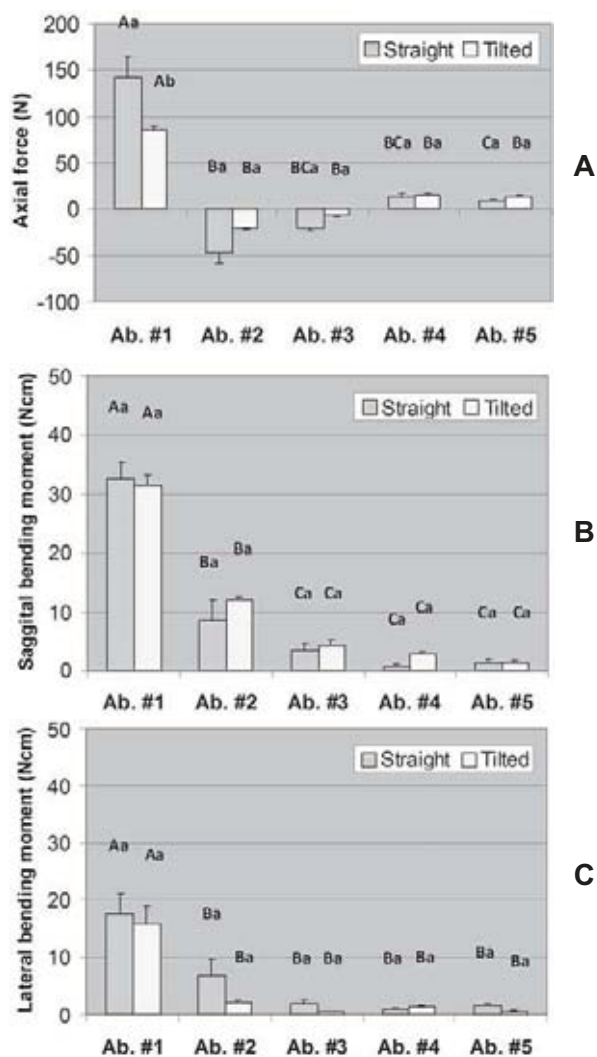 200
150
100
50
0
-50
-100
Axial force (N)
Straight Tilted
Aa
Ab
Ba Ba BCa Ba BCa Ba Ca Ba
Ab. #1 Ab. #2 Ab. #3 Ab. #4 Ab. #5
A
50
40
30
20
10
0
Saggital bending moment (Ncm)
Straight Tilted
Aa Aa
Ba Ba
Ca Ca Ca Ca Ca Ca
Ab. #1 Ab. #2 Ab. #3 Ab. #4 Ab. #5
B
50
40
30
20
10
0
Lateral bending moment (Ncm)
Straight Tilted
Aa Aa
Ba Ba Ba Ba Ba Ba Ba Ba
Ab. #1 Ab. #2 Ab. #3 Ab. #4 Ab. #5
C